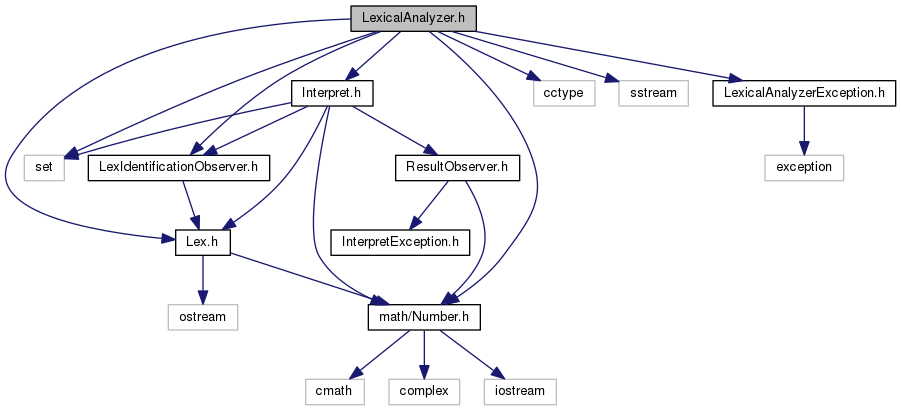 LexicalAnalyzer.h
Interpret.h
cctype
sstream
LexicalAnalyzerException.h
set
LexIdentificationObserver.h
ResultObserver.h
exception
Lex.h
InterpretException.h
ostream
math/Number.h
cmath
complex
iostream